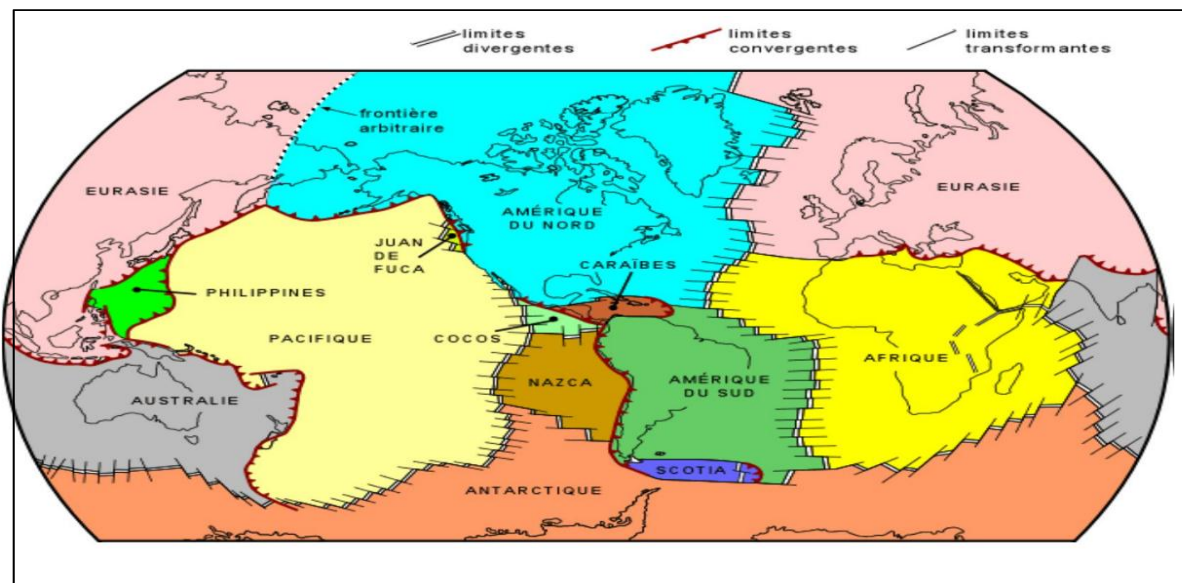 limites
divergentes
limites
convergentes
limites
transformantes
frontière
arbitraire
EURASIE
AMÉRIQUE
DU NORD
EURASIE
JUAN
DE
FUCA
CARAÏBES
PHILIPPINES
PACIFIQUE
COCOS
AFRIQUE
NAZCA
AMÉRIQUE
DU SUD
AUSTRALIE
SCOTIA
ANTARCTIQUE